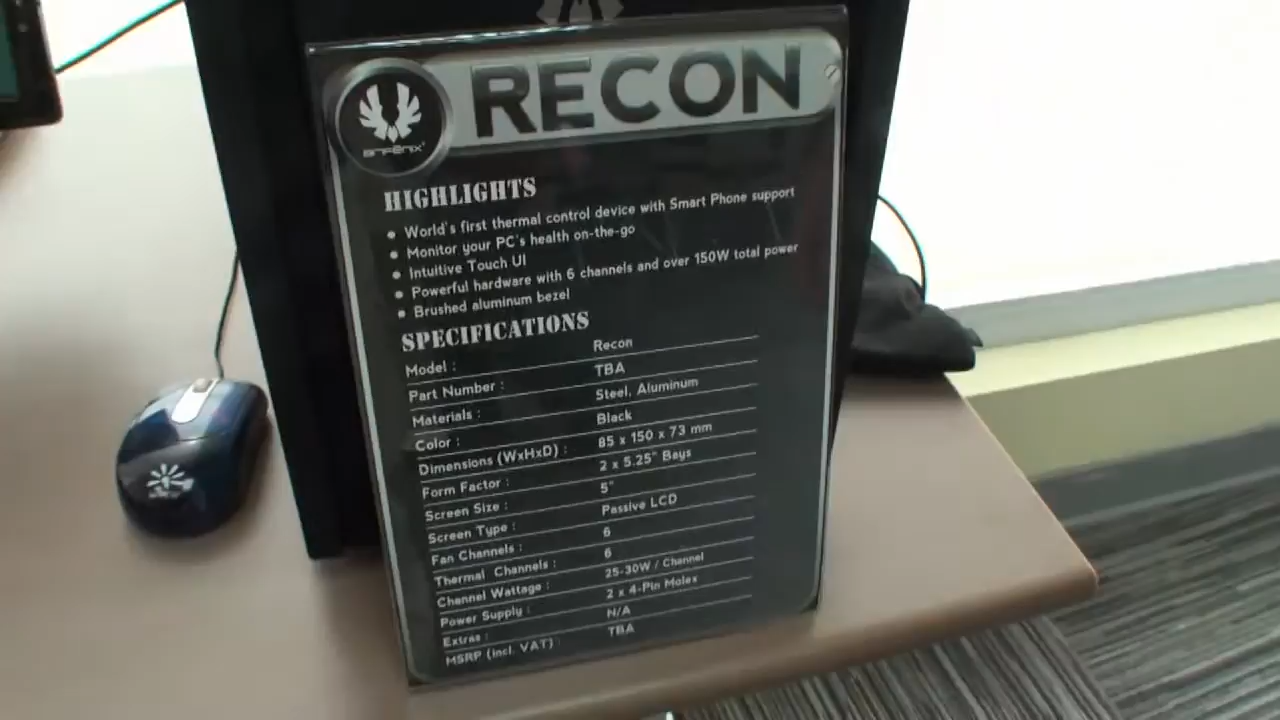 RECON
BITFENIX
HIGHLIGHTS
• World's first thermal control device with Smart Phone support
• Monitor your PC's health on-the-go
• Intuitive Touch UI
• Powerful hardware with 6 channels and over 150W total power
• Brushed aluminum bezel
SPECIFICATIONS
Model : Recon
Part Number : TBA
Materials : Steel, Aluminum
Color : Black
Dimensions (WxHxD) : 85 x 150 x 73 mm
Form Factor : 2 x 5.25" Bays
Screen Size : 5"
Screen Type : Passive LCD
Fan Channels : 6
Thermal Channels : 6
Channel Wattage : 25-30W / Channel
Power Supply : 2 x 4-Pin Molex
Extras : N/A
MSRP (incl. VAT) : TBA